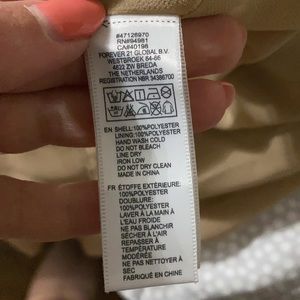 #47126970
RN#94981
CA#40198
FOREVER 21 GLOBAL B.V.
WESTBROEK 64-66
4822 ZW BREDA
THE NETHERLANDS
REGISTRATION NBR 34386700
EN SHELL:100%POLYESTER
LINING:100%POLYESTER
HAND WASH COLD
DO NOT BLEACH
LINE DRY
IRON LOW
DO NOT DRY CLEAN
MADE IN CHINA
FR ÉTOFFE EXTÉRIEURE:
100%POLYESTER
DOUBLURE:
100%POLYESTER
LAVER À LA MAIN À
L'EAU FROIDE
NE PAS BLANCHIR
SÉCHER À L'AIR
REPASSER À
TEMPÉRATURE
MODÉRÉE
NE PAS NETTOYER À
SEC
FABRIQUÉ EN CHINE